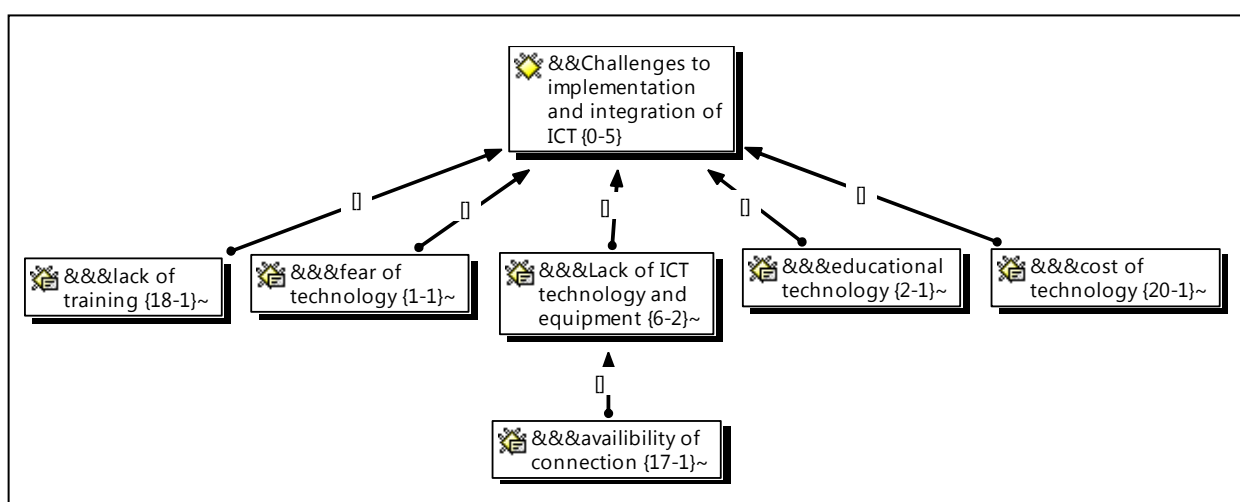 &&Challenges to
implementation
and integration of
ICT {0-5}
[]
[]
[]
[]
[]
&&&lack of
training {18-1}~
&&&fear of
technology {1-1}~
&&&Lack of ICT
technology and
equipment {6-2}~
&&&educational
technology {2-1}~
&&&cost of
technology {20-1}~
[]
&&&availibility of
connection {17-1}~